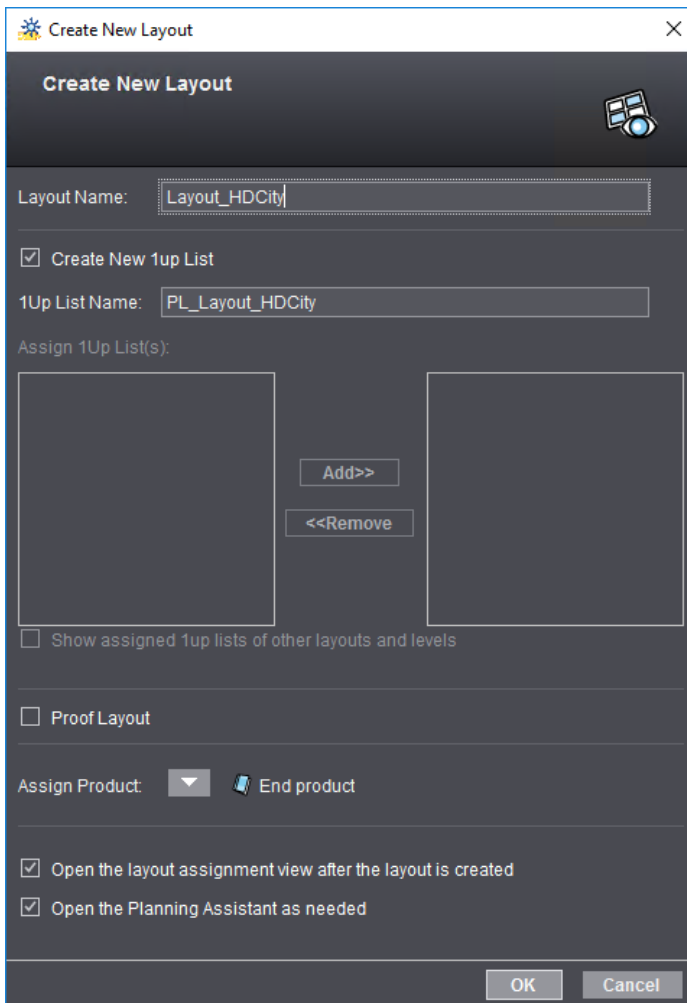 Create New Layout
Create New Layout
Layout Name: Layout_HDCity
Create New 1up List
1Up List Name: PL_Layout_HDCity
Assign 1Up List(s):
Add>>
<<Remove
Show assigned 1up lists of other layouts and levels
Proof Layout
Assign Product: End product
Open the layout assignment view after the layout is created
Open the Planning Assistant as needed
OK Cancel